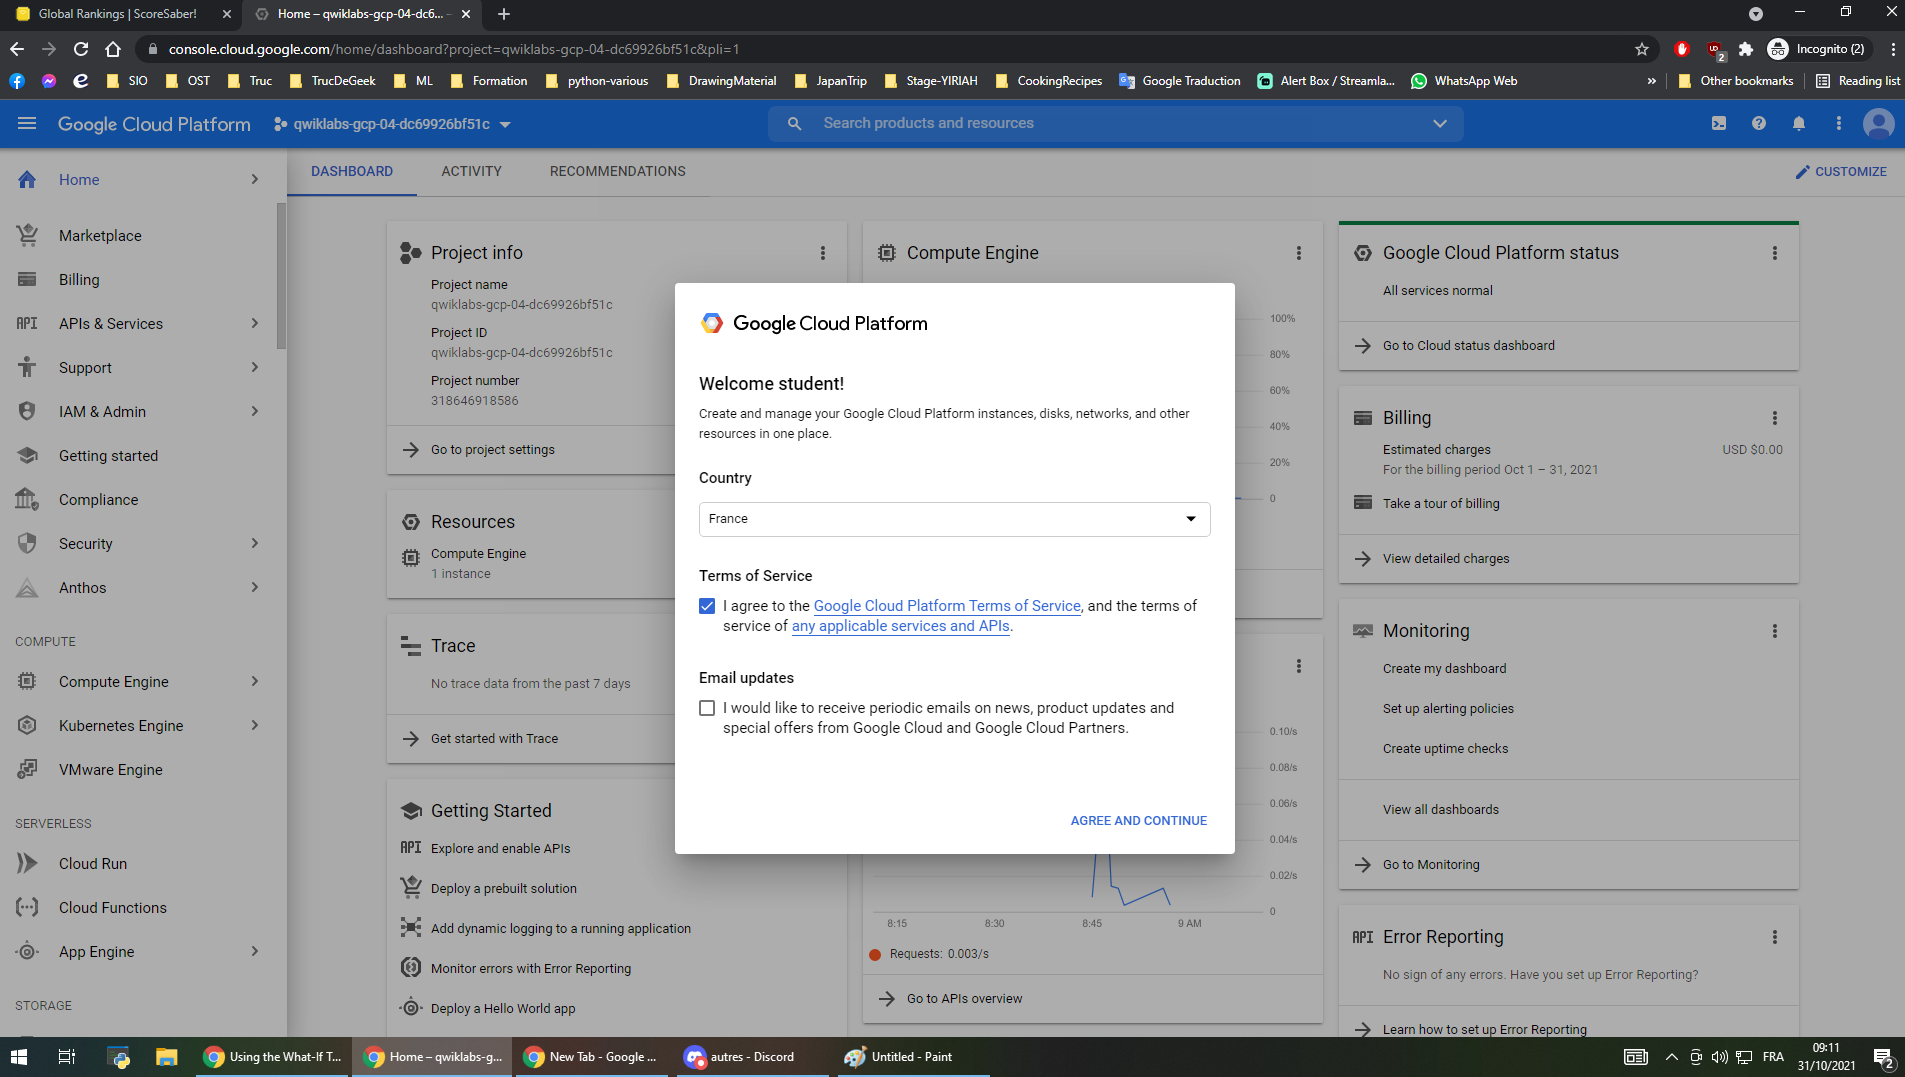 Global Rankings | ScoreSaber!
Home – qwiklabs-gcp-04-dc6...
console.cloud.google.com/home/dashboard?project=qwiklabs-gcp-04-dc69926bf51c&pli=1
2
Incognito (2)
SIO
OST
Truc
TrucDeGeek
ML
Formation
python-various
DrawingMaterial
JapanTrip
Stage-YIRIAH
CookingRecipes
Google Traduction
Alert Box / Streamla...
WhatsApp Web
»
Other bookmarks
Reading list
Google Cloud Platform
qwiklabs-gcp-04-dc69926bf51c
Search products and resources
Home
Marketplace
Billing
API
APIs & Services
Support
IAM & Admin
Getting started
Compliance
Security
Anthos
COMPUTE
Compute Engine
Kubernetes Engine
VMware Engine
SERVERLESS
Cloud Run
Cloud Functions
App Engine
STORAGE
DASHBOARD
ACTIVITY
RECOMMENDATIONS
CUSTOMIZE
Project info
Project name
qwiklabs-gcp-04-dc69926bf51c
Project ID
qwiklabs-gcp-04-dc69926bf51c
Project number
318646918586
Go to project settings
Resources
Compute Engine
1 instance
Trace
No trace data from the past 7 days
Get started with Trace
Getting Started
API
Explore and enable APIs
Deploy a prebuilt solution
Add dynamic logging to a running application
Monitor errors with Error Reporting
Deploy a Hello World app
Compute Engine
100%
80%
60%
40%
20%
0
Google Cloud Platform
Welcome student!
Create and manage your Google Cloud Platform instances, disks, networks, and other
resources in one place.
Country
France
Terms of Service
I agree to the Google Cloud Platform Terms of Service, and the terms of
service of any applicable services and APIs.
Email updates
I would like to receive periodic emails on news, product updates and
special offers from Google Cloud and Google Cloud Partners.
AGREE AND CONTINUE
0.10/s
0.08/s
0.06/s
0.04/s
0.02/s
0
8:15
8:30
8:45
9 AM
Requests: 0.003/s
Go to APIs overview
Google Cloud Platform status
All services normal
Go to Cloud status dashboard
Billing
Estimated charges
USD $0.00
For the billing period Oct 1 – 31, 2021
Take a tour of billing
View detailed charges
Monitoring
Create my dashboard
Set up alerting policies
Create uptime checks
View all dashboards
Go to Monitoring
API
Error Reporting
No sign of any errors. Have you set up Error Reporting?
Learn how to set up Error Reporting
Using the What-If T...
Home – qwiklabs-g...
New Tab - Google ...
autres - Discord
Untitled - Paint
FRA
09:11
31/10/2021
2